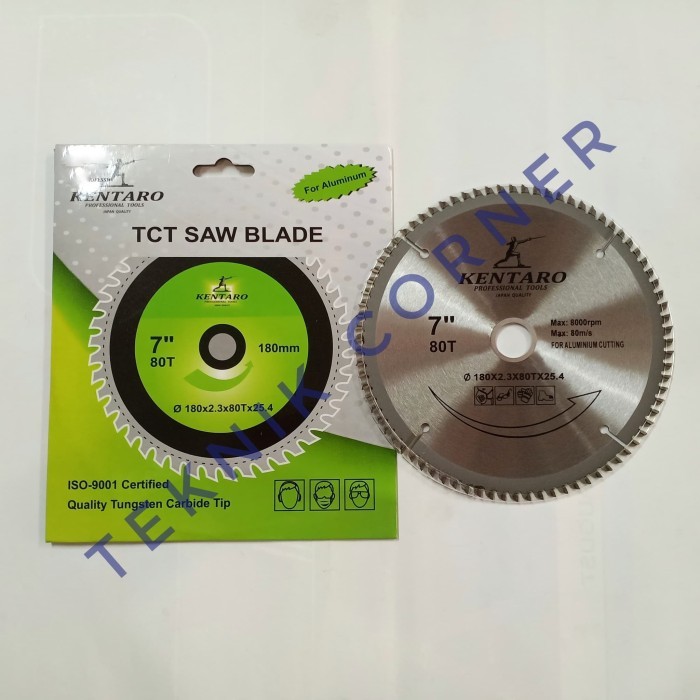 KENTARO
PROFESSIONAL TOOLS
JAPAN QUALITY
For Aluminum
TCT SAW BLADE
KENTARO
PROFESSIONAL TOOLS
7"
80T
180mm
Ø 180x2.3x80Tx25.4
ISO-9001 Certified
Quality Tungsten Carbide Tip
KENTARO
PROFESSIONAL TOOLS
JAPAN QUALITY
7"
80T
Max: 8000rpm
Max: 80m/s
FOR ALUMINIUM CUTTING
Ø 180X2.3X80TX25.4
TEKNIK CORNER